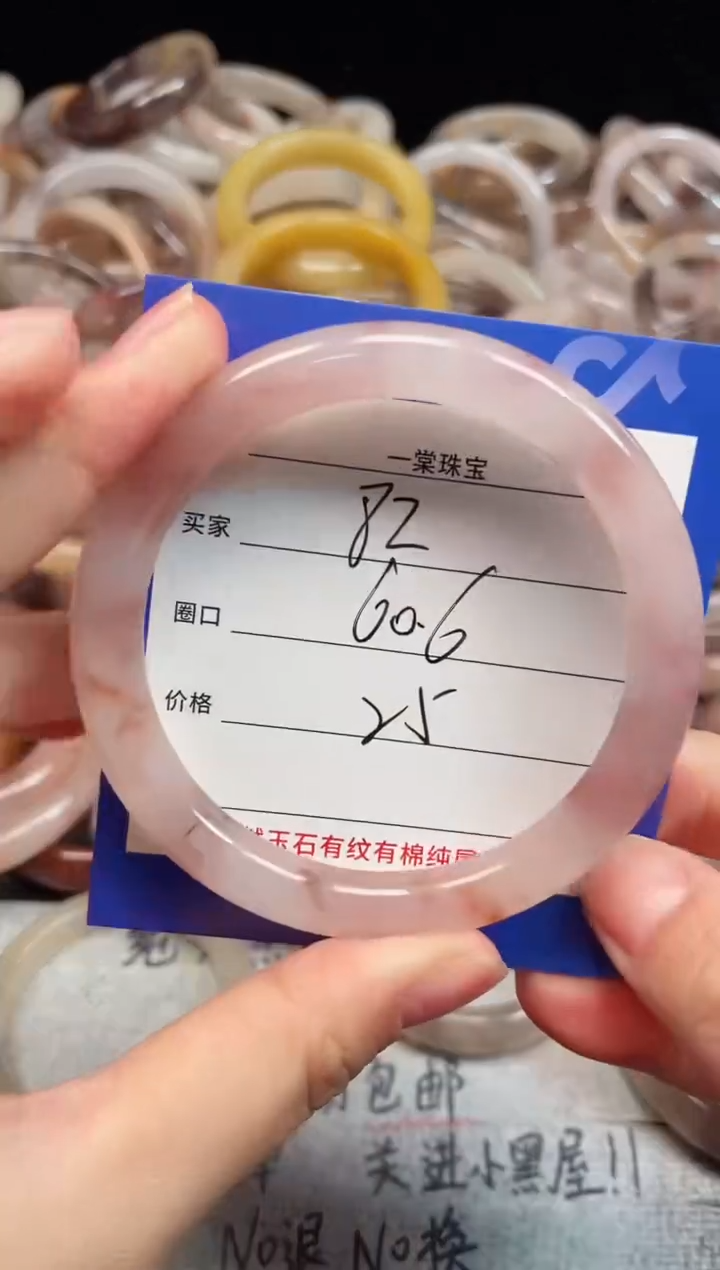 一棠珠宝
买家 82
圈口 60.6
价格 25
玉石有纹有棉纯属
包邮
关进小黑屋!!
No退 No换